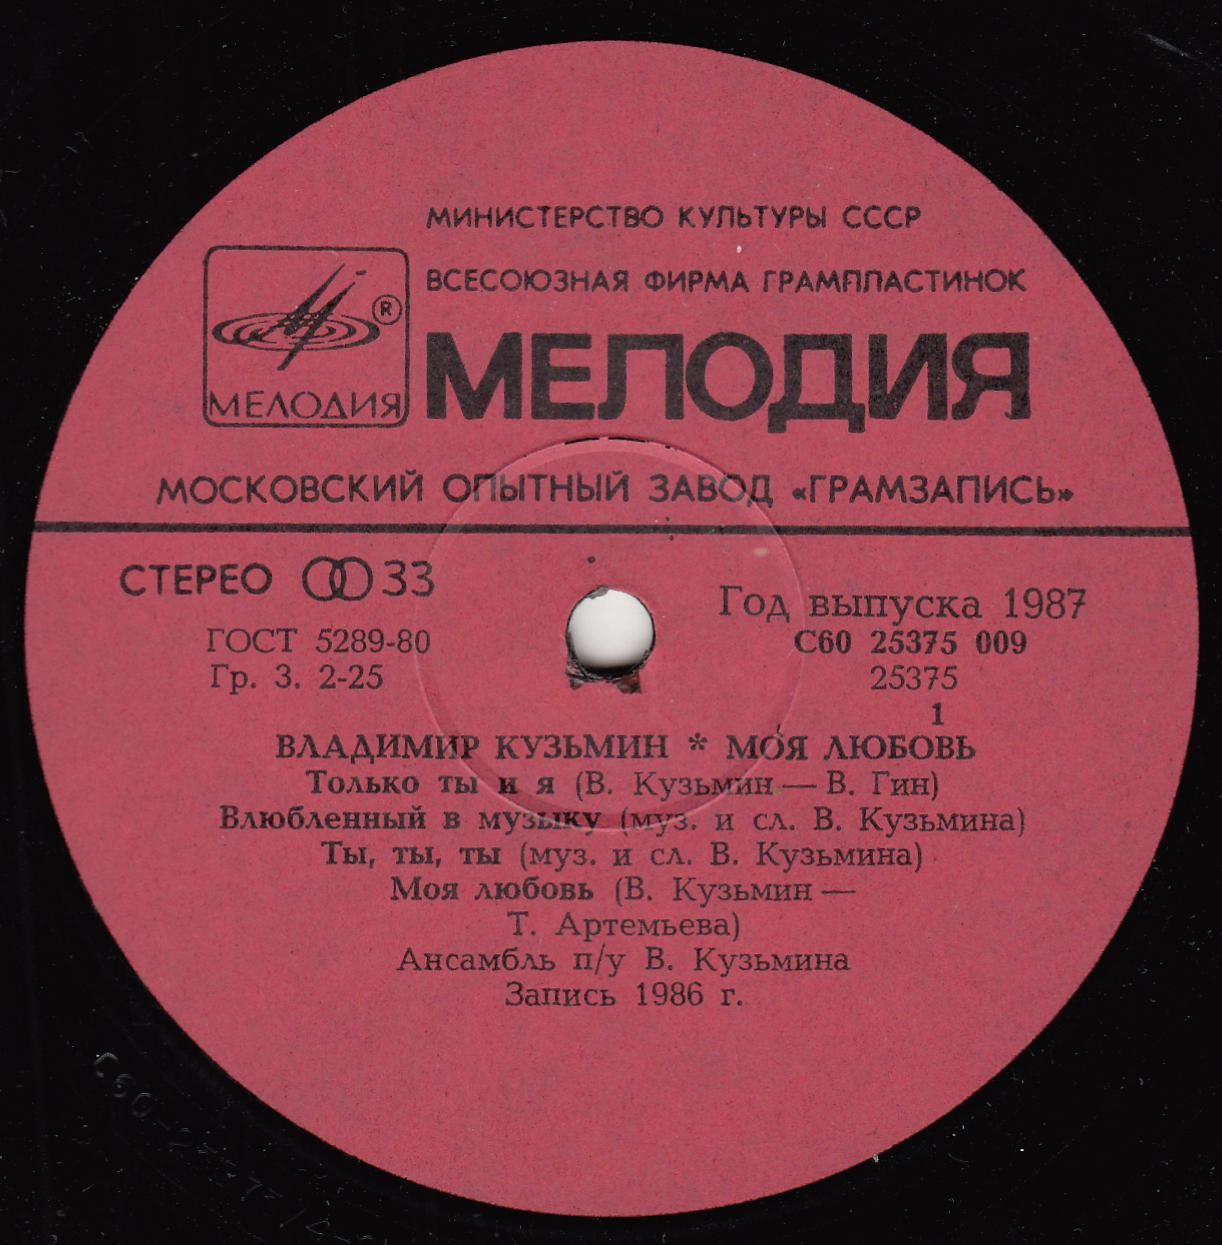 МИНИСТЕРСТВО КУЛЬТУРЫ СССР
ВСЕСОЮЗНАЯ ФИРМА ГРАМПЛАСТИНОК
®
МЕЛОДИЯ
МЕЛОДИЯ
МОСКОВСКИЙ ОПЫТНЫЙ ЗАВОД «ГРАМЗАПИСЬ»
СТЕРЕО 33
ГОСТ 5289-80
Гр. 3. 2-25
Год выпуска 1987
С60 25375 009
25375
1
ВЛАДИМИР КУЗЬМИН * МОЯ ЛЮБОВЬ
Только ты и я (В. Кузьмин — В. Гин)
Влюбленный в музыку (муз. и сл. В. Кузьмина)
Ты, ты, ты (муз. и сл. В. Кузьмина)
Моя любовь (В. Кузьмин —
Т. Артемьева)
Ансамбль п/у В. Кузьмина
Запись 1986 г.